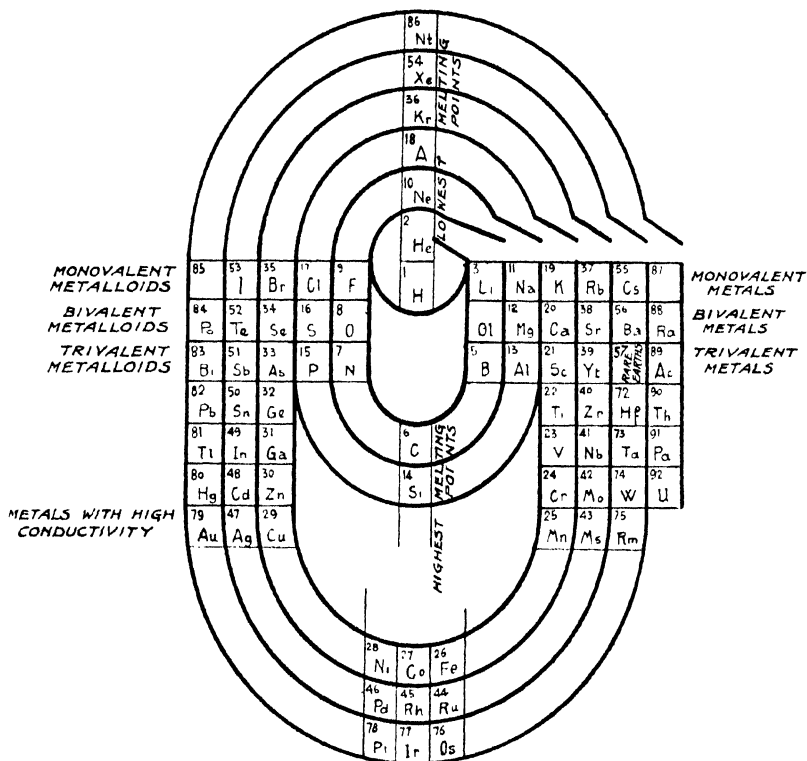 86
Nt
54
Xe
36
Kr
18
A
10
Ne
2
He
1
H
LOWEST MELTING POINTS
MONOVALENT METALLOIDS
85
53 35 17 9
I Br Cl F
3 11 19 37 55 87
Li Na K Rb Cs
MONOVALENT METALS
BIVALENT METALLOIDS
84 52 34 16 8
Po Te Se S O
12 20 38 56 88
Gl Mg Ca Sr Ba Ra
BIVALENT METALS
TRIVALENT METALLOIDS
83 51 33 15 7
Bi Sb As P N
5 13 21 39 57 89
B Al Sc Yt RARE EARTHS Ac
TRIVALENT METALS
82 50 32
Pb Sn Ge
22 40 72 90
Ti Zr Hf Th
81 49 31
Tl In Ga
6
C
23 41 73 91
V Nb Ta Pa
80 48 30
Hg Cd Zn
14
Si
24 42 74 92
Cr Mo W U
HIGHEST MELTING POINTS
METALS WITH HIGH CONDUCTIVITY
79 47 29
Au Ag Cu
25 43 75
Mn Ms Rm
28 27 26
Ni Co Fe
46 45 44
Pd Rh Ru
78 77 76
Pt Ir Os